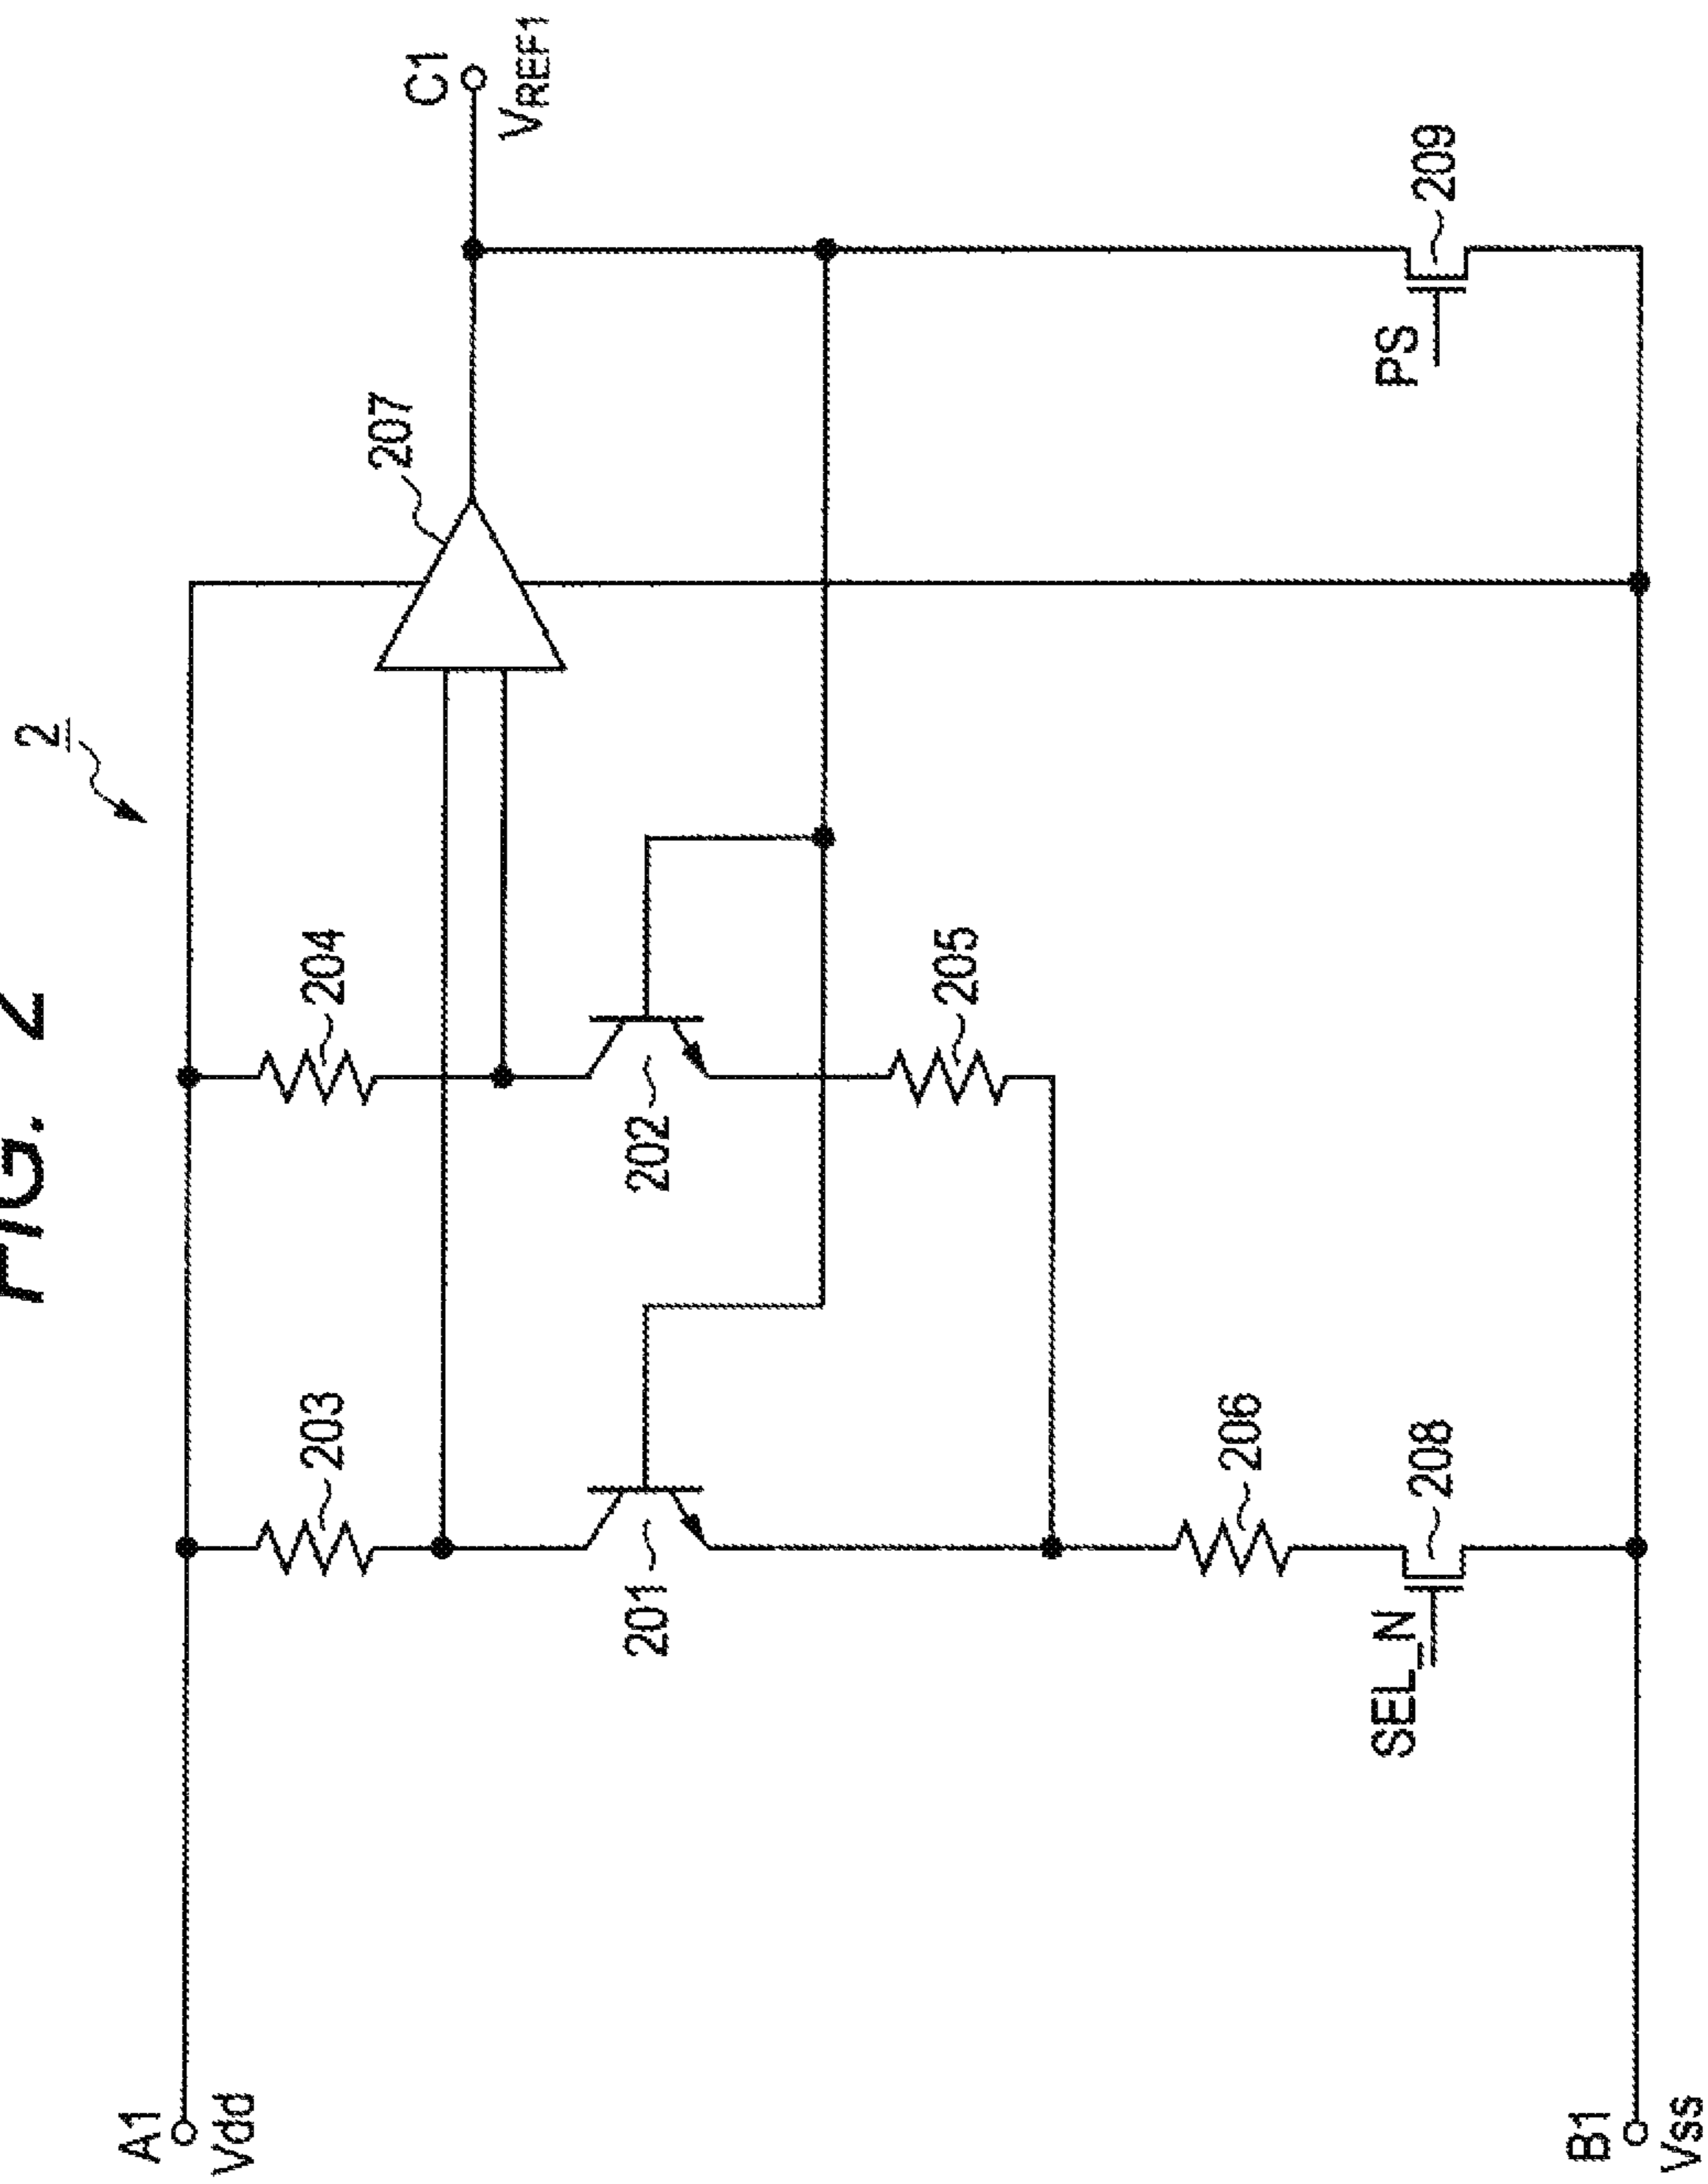 FIG. 2
2
A1
Vdd
203
204
207
C1
VREF1
201
202
205
206
SEL_N
208
PS
209
B1
Vss